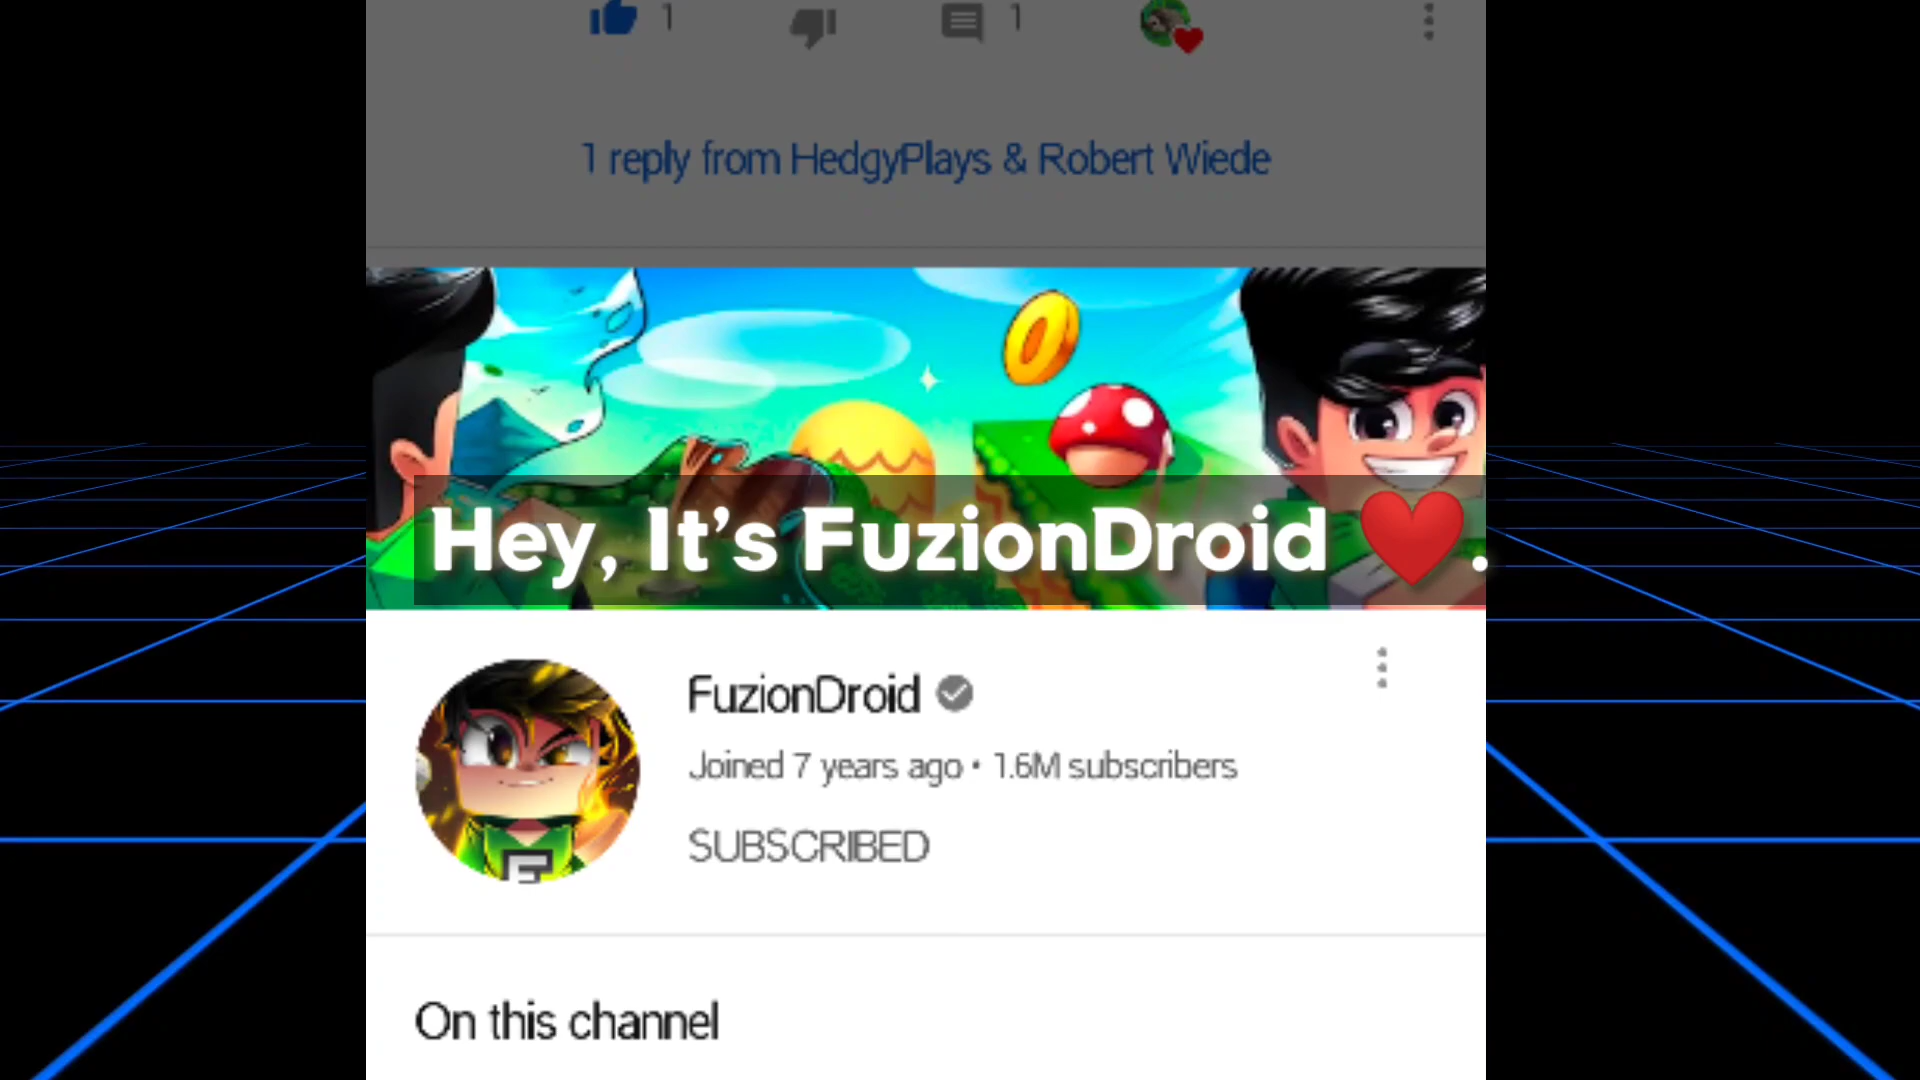 1 1
1 reply from HedgyPlays & Robert Wiede
Hey, It's FuzionDroid ❤️.
FuzionDroid
Joined 7 years ago • 1.6M subscribers
SUBSCRIBED
On this channel